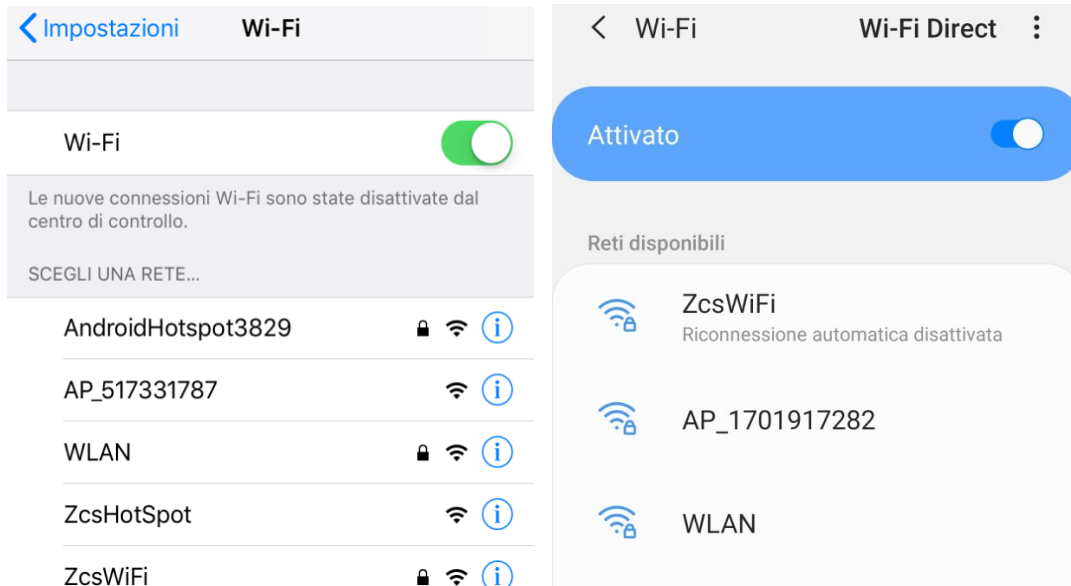 Impostazioni
Wi-Fi
Wi-Fi
Le nuove connessioni Wi-Fi sono state disattivate dal
centro di controllo.
SCEGLI UNA RETE...
AndroidHotspot3829
AP_517331787
WLAN
ZcsHotSpot
ZcsWiFi
Wi-Fi
Wi-Fi Direct
Attivato
Reti disponibili
ZcsWiFi
Riconnessione automatica disattivata
AP_1701917282
WLAN